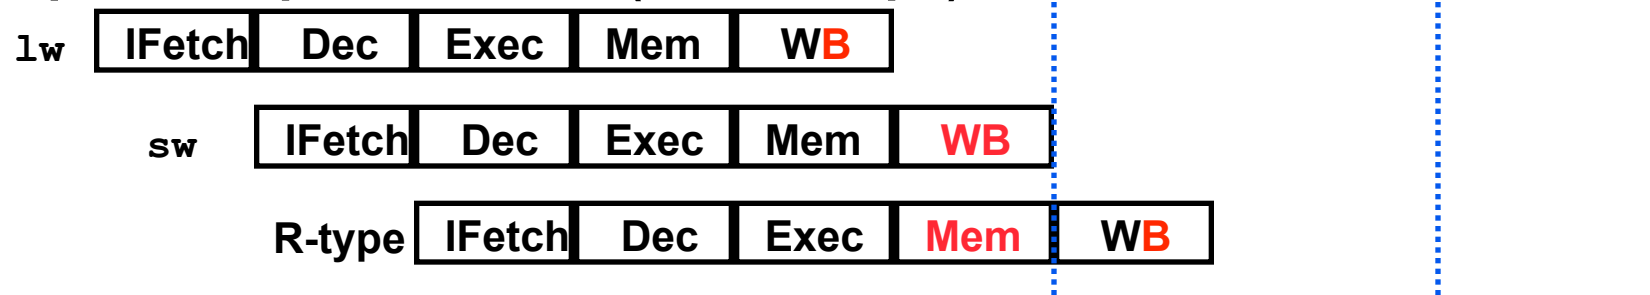 lw IFetch Dec Exec Mem WB
sw IFetch Dec Exec Mem WB
R-type IFetch Dec Exec Mem WB